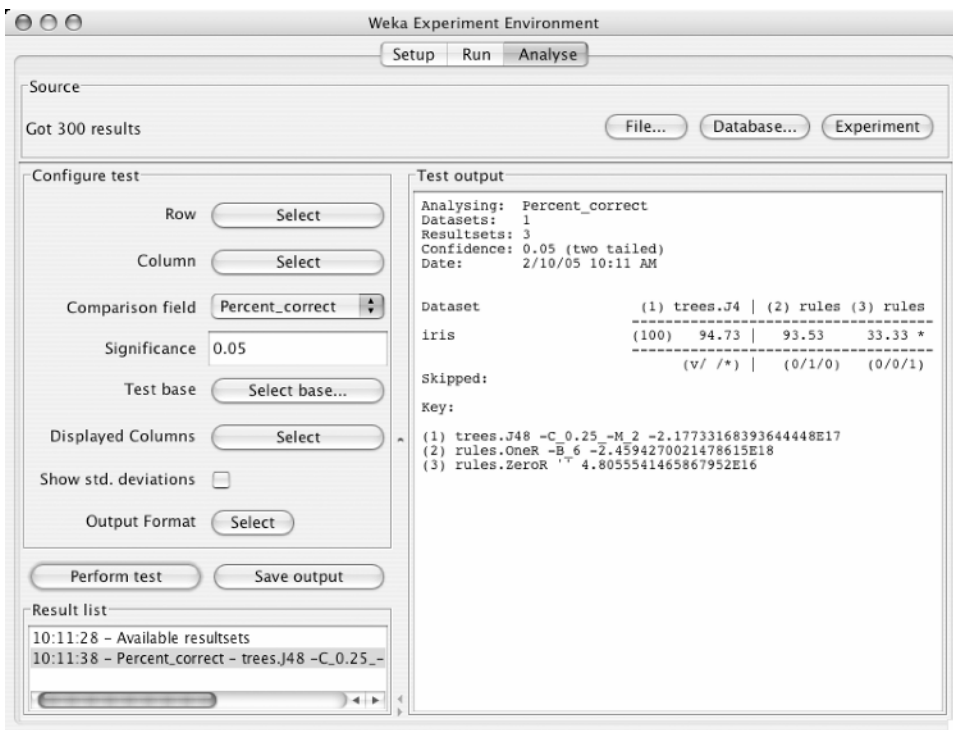 Weka Experiment Environment
Setup Run Analyse
Source
Got 300 results
File... Database... Experiment
Configure test
Row Select
Column Select
Comparison field Percent_correct
Significance 0.05
Test base Select base...
Displayed Columns Select
Show std. deviations
Output Format Select
Perform test Save output
Result list
10:11:28 - Available resultsets
10:11:38 - Percent_correct - trees.J48 -C_0.25_-
Test output
Analysing: Percent_correct
Datasets: 1
Resultsets: 3
Confidence: 0.05 (two tailed)
Date: 2/10/05 10:11 AM
Dataset (1) trees.J4 | (2) rules (3) rules
----------------------------------
iris (100) 94.73 | 93.53 33.33 *
----------------------------------
(v/ /*) | (0/1/0) (0/0/1)
Skipped:
Key:
(1) trees.J48 -C_0.25_-M_2 -2.17733168393644448E17
(2) rules.OneR -B_6 -2.4594270021478615E18
(3) rules.ZeroR '' 4.8055541465867952E16